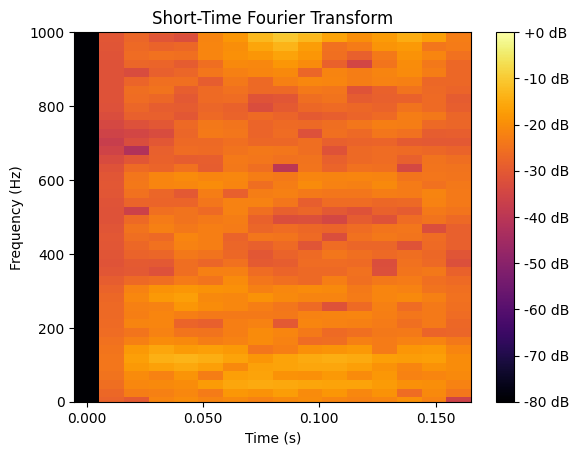 Short-Time Fourier Transform
Frequency (Hz)
1000
800
600
400
200
0
0.000 0.050 0.100 0.150
Time (s)
+0 dB
-10 dB
-20 dB
-30 dB
-40 dB
-50 dB
-60 dB
-70 dB
-80 dB